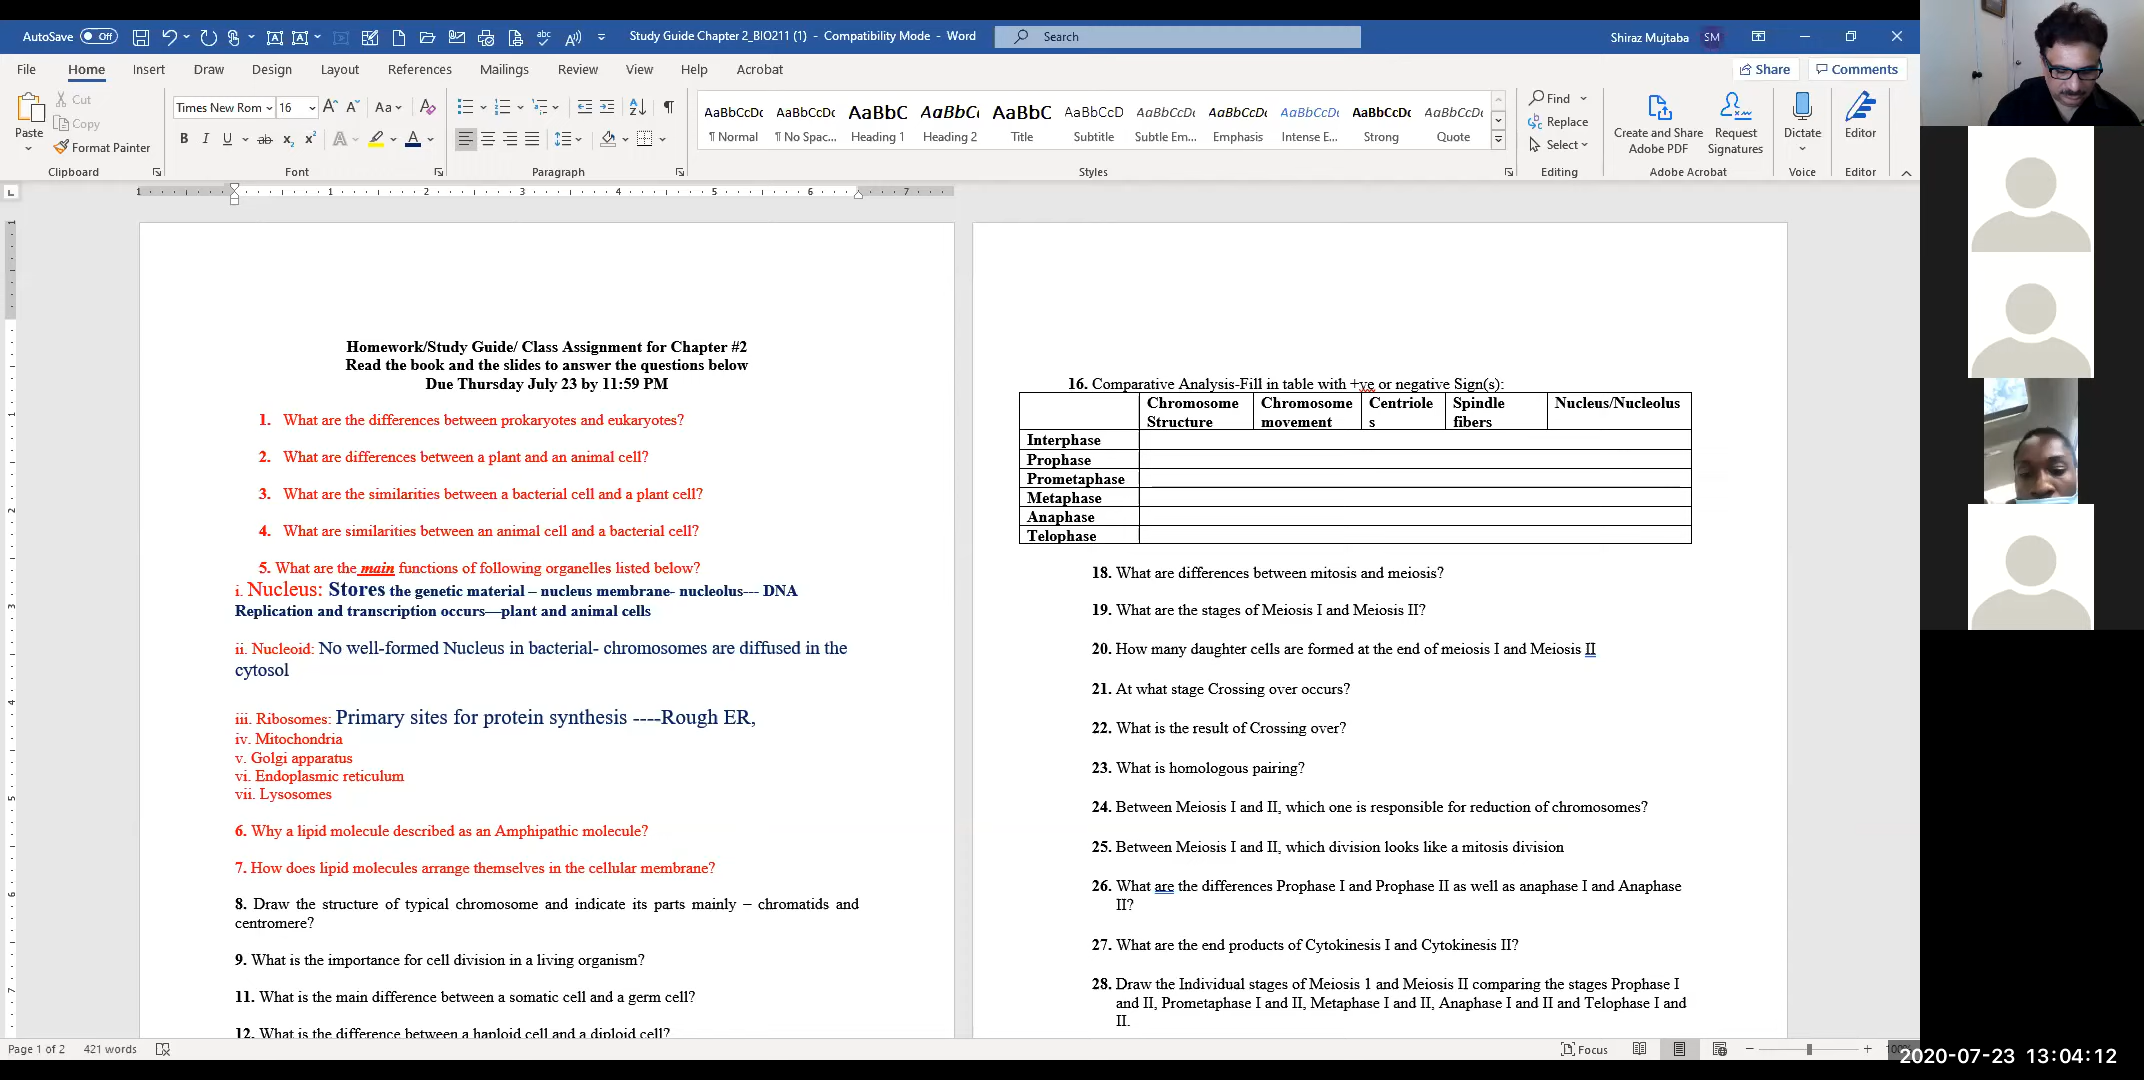 AutoSave Off Study Guide Chapter 2_BIO211 (1) - Compatibility Mode - Word Search Shiraz Mujtaba SM
File Home Insert Draw Design Layout References Mailings Review View Help Acrobat Share Comments
Paste
Cut
Copy
Format Painter
Clipboard
Times New Rom 16
Font
Paragraph
AaBbCcDc AaBbCcDc AaBbC AaBbC AaBbC AaBbCcD AaBbCcDc AaBbCcDc AaBbCcDc AaBbCcDc AaBbCcDc
¶ Normal ¶ No Spac... Heading 1 Heading 2 Title Subtitle Subtle Em... Emphasis Intense E... Strong Quote
Styles
Find
Replace
Select
Editing
Create and Share
Adobe PDF
Request
Signatures
Adobe Acrobat
Dictate
Voice
Editor
Editor
Homework/Study Guide/ Class Assignment for Chapter #2
Read the book and the slides to answer the questions below
Due Thursday July 23 by 11:59 PM
1. What are the differences between prokaryotes and eukaryotes?
2. What are differences between a plant and an animal cell?
3. What are the similarities between a bacterial cell and a plant cell?
4. What are similarities between an animal cell and a bacterial cell?
5. What are the main functions of following organelles listed below?
i. Nucleus: Stores the genetic material – nucleus membrane- nucleolus--- DNA
Replication and transcription occurs—plant and animal cells
ii. Nucleoid: No well-formed Nucleus in bacterial- chromosomes are diffused in the
cytosol
iii. Ribosomes: Primary sites for protein synthesis ----Rough ER,
iv. Mitochondria
v. Golgi apparatus
vi. Endoplasmic reticulum
vii. Lysosomes
6. Why a lipid molecule described as an Amphipathic molecule?
7. How does lipid molecules arrange themselves in the cellular membrane?
8. Draw the structure of typical chromosome and indicate its parts mainly – chromatids and
centromere?
9. What is the importance for cell division in a living organism?
11. What is the main difference between a somatic cell and a germ cell?
12. What is the difference between a haploid cell and a diploid cell?
16. Comparative Analysis-Fill in table with +ve or negative Sign(s):
Chromosome Chromosome Centriole Spindle Nucleus/Nucleolus
Structure movement s fibers
Interphase
Prophase
Prometaphase
Metaphase
Anaphase
Telophase
18. What are differences between mitosis and meiosis?
19. What are the stages of Meiosis I and Meiosis II?
20. How many daughter cells are formed at the end of meiosis I and Meiosis II
21. At what stage Crossing over occurs?
22. What is the result of Crossing over?
23. What is homologous pairing?
24. Between Meiosis I and II, which one is responsible for reduction of chromosomes?
25. Between Meiosis I and II, which division looks like a mitosis division
26. What are the differences Prophase I and Prophase II as well as anaphase I and Anaphase
II?
27. What are the end products of Cytokinesis I and Cytokinesis II?
28. Draw the Individual stages of Meiosis 1 and Meiosis II comparing the stages Prophase I
and II, Prometaphase I and II, Metaphase I and II, Anaphase I and II and Telophase I and
II.
Page 1 of 2 421 words Focus
2020-07-23 13:04:12